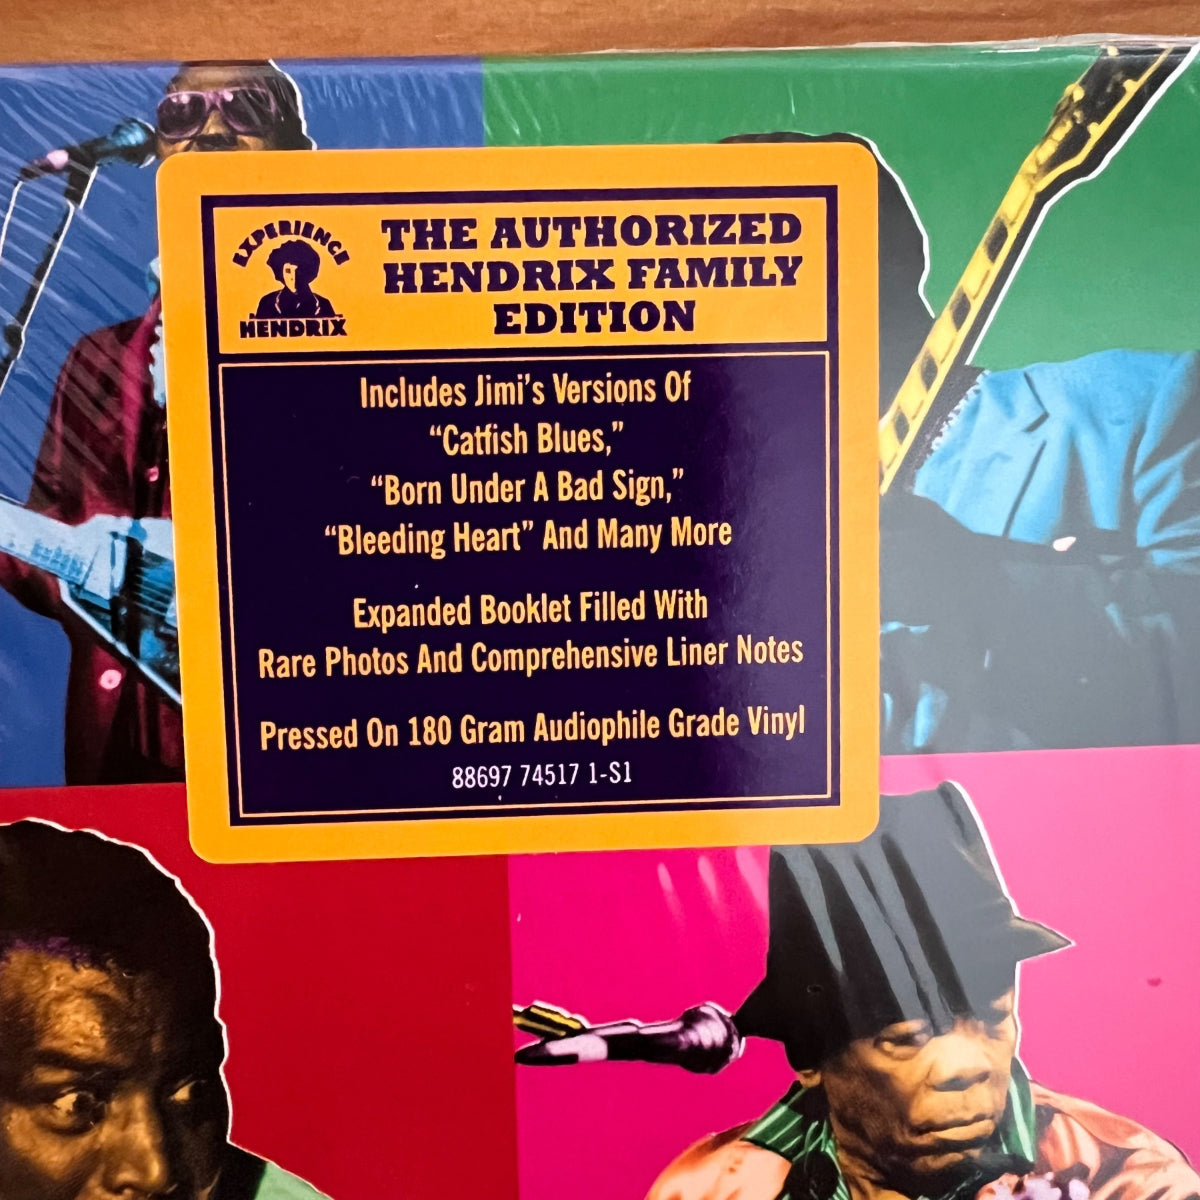 EXPERIENCE
HENDRIX
THE AUTHORIZED
HENDRIX FAMILY
EDITION
Includes Jimi's Versions Of
“Catfish Blues,”
“Born Under A Bad Sign,”
“Bleeding Heart” And Many More
Expanded Booklet Filled With
Rare Photos And Comprehensive Liner Notes
Pressed On 180 Gram Audiophile Grade Vinyl
88697 74517 1-S1